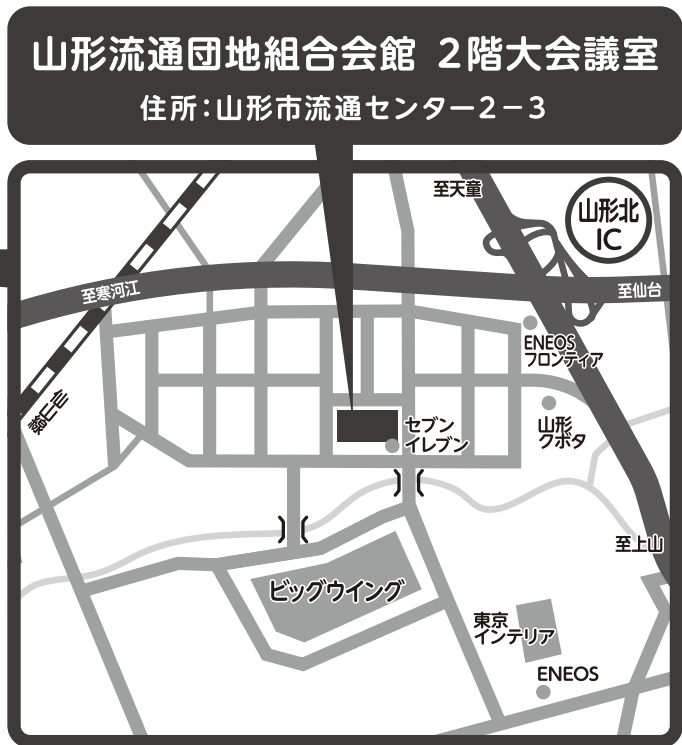 山形流通団地組合会館 2階大会議室
住所:山形市流通センター2−3
至天童
山形北
IC
至寒河江
至仙台
ENEOS
フロンティア
仙山線
セブン
イレブン
山形
クボタ
至上山
ビッグウイング
東京
インテリア
ENEOS